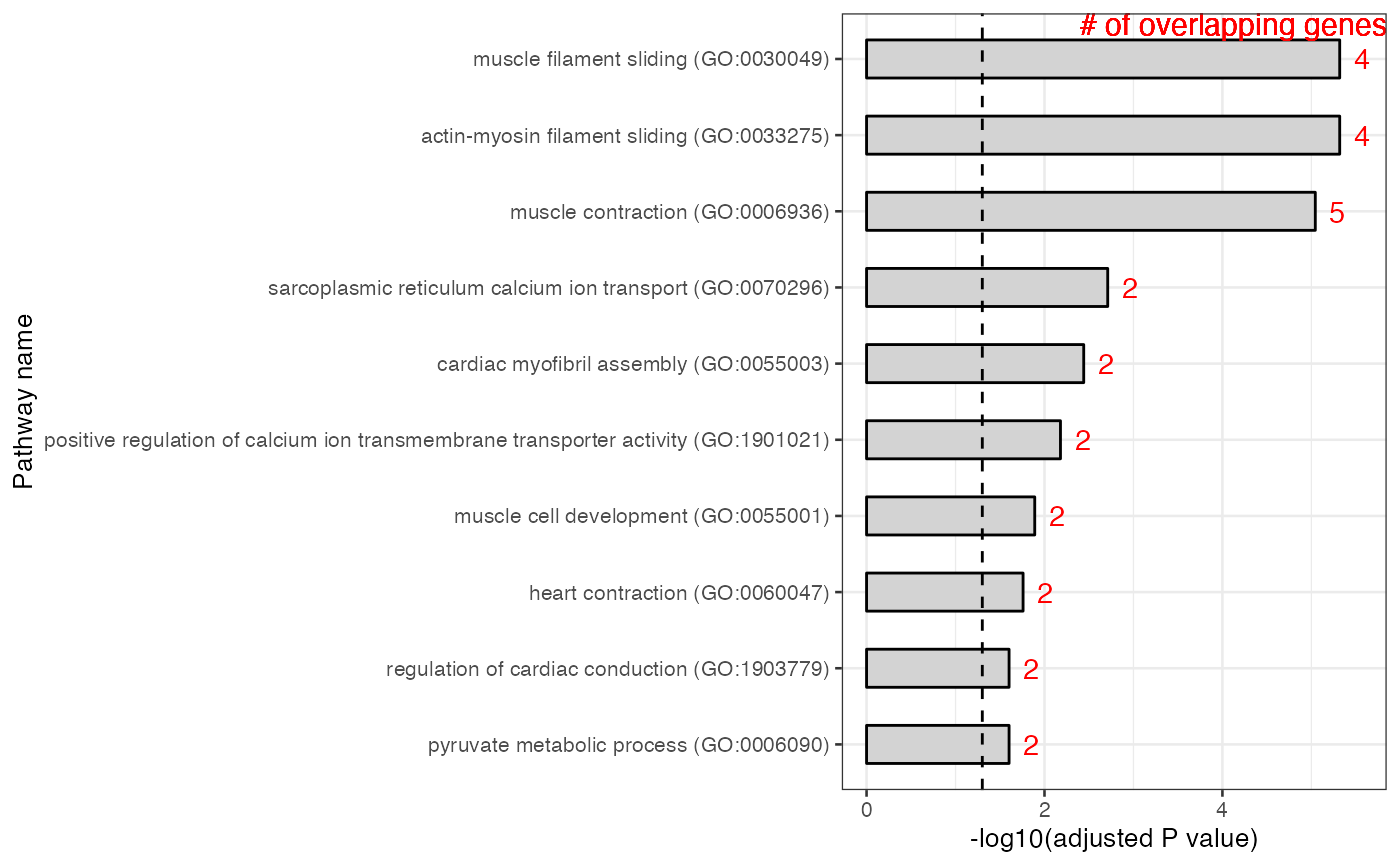 # of overlapping genes
muscle filament sliding (GO:0030049) 4
actin-myosin filament sliding (GO:0033275) 4
muscle contraction (GO:0006936) 5
sarcoplasmic reticulum calcium ion transport (GO:0070296) 2
cardiac myofibril assembly (GO:0055003) 2
positive regulation of calcium ion transmembrane transporter activity (GO:1901021) 2
muscle cell development (GO:0055001) 2
heart contraction (GO:0060047) 2
regulation of cardiac conduction (GO:1903779) 2
pyruvate metabolic process (GO:0006090) 2
Pathway name
0 2 4
-log10(adjusted P value)